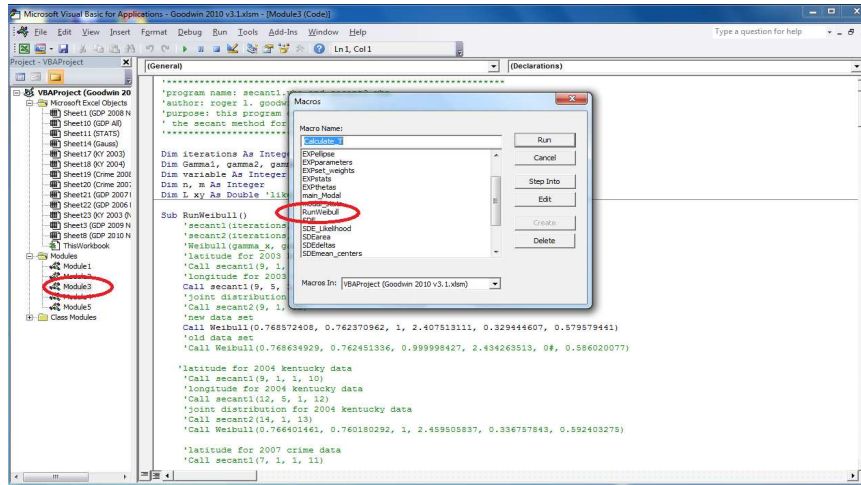 Microsoft Visual Basic for Applications - Goodwin 2010 v3.1.xlsm - [Module3 (Code)]
File Edit View Insert Format Debug Run Tools Add-Ins Window Help
Type a question for help
Ln 1, Col 1
Project - VBAProject
(General)
(Declarations)
VBAProject (Goodwin 20
Microsoft Excel Objects
Sheet1 (GDP 2008 N
Sheet10 (GDP All)
Sheet11 (STATS)
Sheet14 (Gauss)
Sheet17 (KY 2003)
Sheet18 (KY 2004)
Sheet19 (Crime 2008
Sheet20 (Crime 2007
Sheet21 (GDP 2007 I
Sheet22 (GDP 2006 I
Sheet23 (KY 2003 (N
Sheet3 (GDP 2009 N
Sheet8 (GDP 2010 N
ThisWorkbook
Modules
Module1
Module3
Module5
Class Modules
'program name: secant1
'author: roger l. goodw
'purpose: this program
' the secant method for
Dim iterations As Intege
Dim Gamma1, gamma2, gam
Dim variable As Integer
Dim n, m As Integer
Dim L xy As Double 'like
Sub RunWeibull()
'secant1(iterations,
'secant2(iterations,
'Weibull(gamma_x, g
'latitude for 2003
'Call secant1(9, 1,
'longitude for 2003
Call secant1(9, 5,
'joint distribution
'Call secant2(9, 1,
'new data set
Call Weibull(0.768572408, 0.762370962, 1, 2.407513111, 0.329444607, 0.579579441)
'old data set
'Call Weibull(0.768634929, 0.762451336, 0.999998427, 2.434263513, 0#, 0.586020077)
'latitude for 2004 kentucky data
'Call secant1(9, 1, 1, 10)
'longitude for 2004 kentucky data
'Call secant1(12, 5, 1, 12)
'joint distribution for 2004 kentucky data
'Call secant2(14, 1, 13)
'Call Weibull(0.766401461, 0.760180292, 1, 2.459505837, 0.336757843, 0.592403275)
'latitude for 2007 crime data
'Call secant1(7, 1, 1, 11)
Macros
Macro Name:
Calculate_T
EXPellipse
EXPparameters
EXPset_weights
EXPstats
EXPthetas
main_Modal
RunWeibull
SDE
SDE_Likelihood
SDEarea
SDEdeltas
SDEmean_centers
Macros In:
VBAProject (Goodwin 2010 v3.1.xlsm)
Run
Cancel
Step Into
Edit
Create
Delete